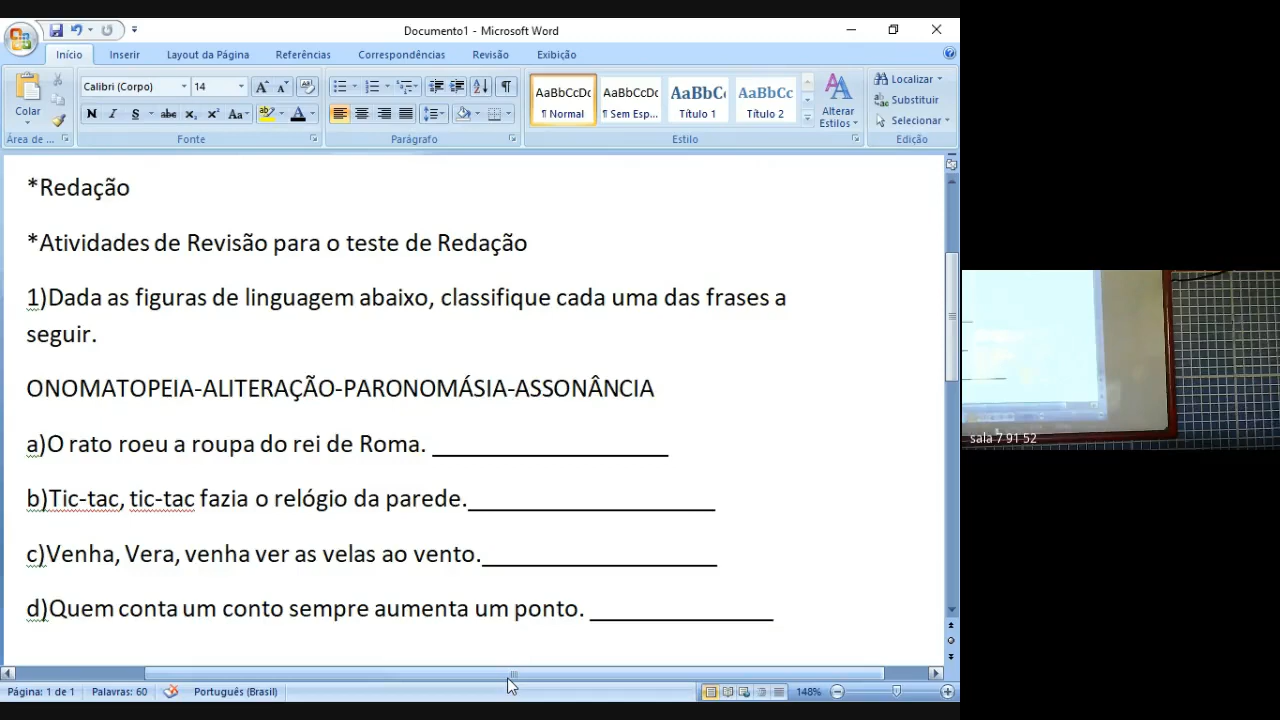 Documento1 - Microsoft Word
Início Inserir Layout da Página Referências Correspondências Revisão Exibição
Colar
Calibri (Corpo) 14
N I S abc x₂ x² Aa
AaBbCcDc AaBbCcDc AaBbC AaBbCc
¶ Normal ¶ Sem Esp... Título 1 Título 2
Alterar Estilos
Localizar
Substituir
Selecionar
Área de ... Fonte Parágrafo Estilo Edição
*Redação
*Atividades de Revisão para o teste de Redação
1)Dada as figuras de linguagem abaixo, classifique cada uma das frases a
seguir.
ONOMATOPEIA-ALITERAÇÃO-PARONOMÁSIA-ASSONÂNCIA
a)O rato roeu a roupa do rei de Roma. ____________________
b)Tic-tac, tic-tac fazia o relógio da parede._____________________
c)Venha, Vera, venha ver as velas ao vento.____________________
d)Quem conta um conto sempre aumenta um ponto. ________________
Página: 1 de 1 Palavras: 60 Português (Brasil) 148%
sala 7 91 52